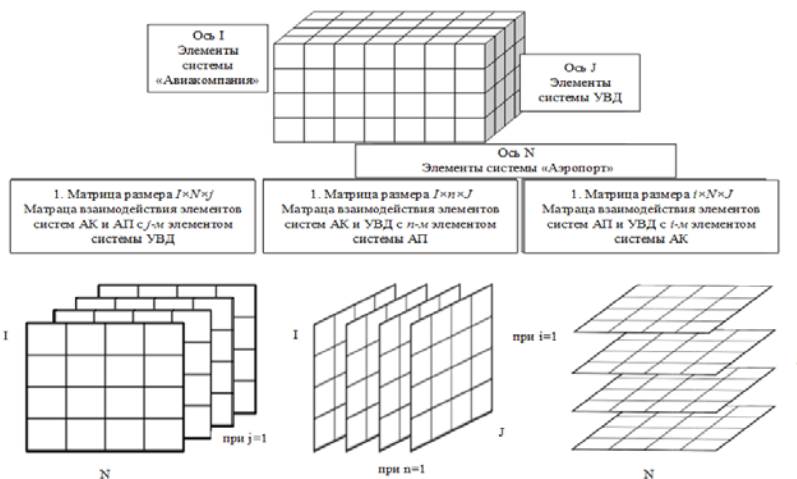 Ось I
Элементы
системы
«Авиакомпания»
Ось J
Элементы
системы УВД
Ось N
Элементы системы «Аэропорт»
1. Матрица размера I×N×j
Матраца взаимодействия элементов
систем АК и АП с j-м элементом
системы УВД
1. Матрица размера I×n×J
Матраца взаимодействия элементов
систем АК и УВД с n-м элементом
системы АП
1. Матрица размера i×N×J
Матраца взаимодействия элементов
систем АП и УВД с i-м элементом
системы АК
I
при j=1
N
I
J
при n=1
при i=1
N